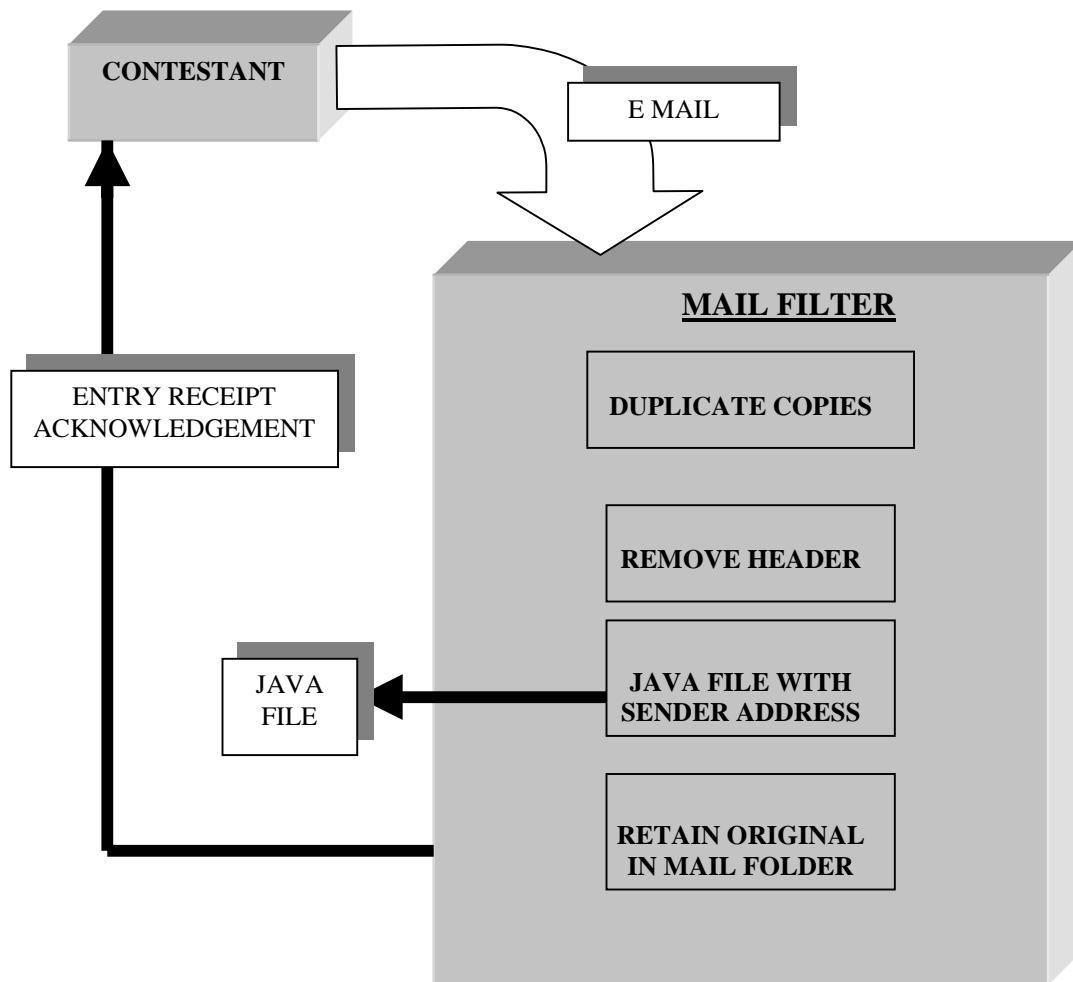 CONTESTANT
E MAIL
MAIL FILTER
DUPLICATE COPIES
ENTRY RECEIPT
ACKNOWLEDGEMENT
REMOVE HEADER
JAVA
FILE
JAVA FILE WITH
SENDER ADDRESS
RETAIN ORIGINAL
IN MAIL FOLDER